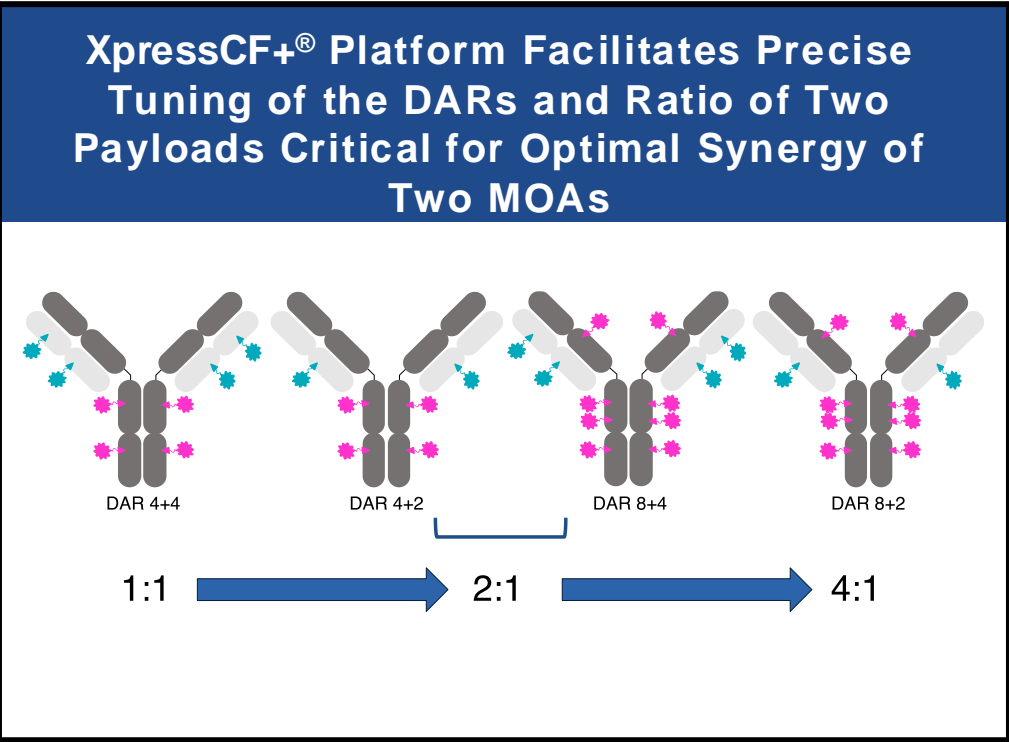 XpressCF+® Platform Facilitates Precise
Tuning of the DARs and Ratio of Two
Payloads Critical for Optimal Synergy of
Two MOAs
DAR 4+4
DAR 4+2
DAR 8+4
DAR 8+2
1:1
2:1
4:1